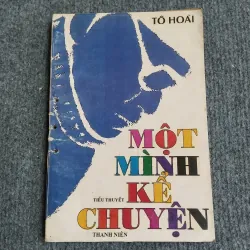 TÔ HOÀI
MỘT
MÌNH
TIỂU THUYẾT
KỂ
CHUYỆN
THANH NIÊN